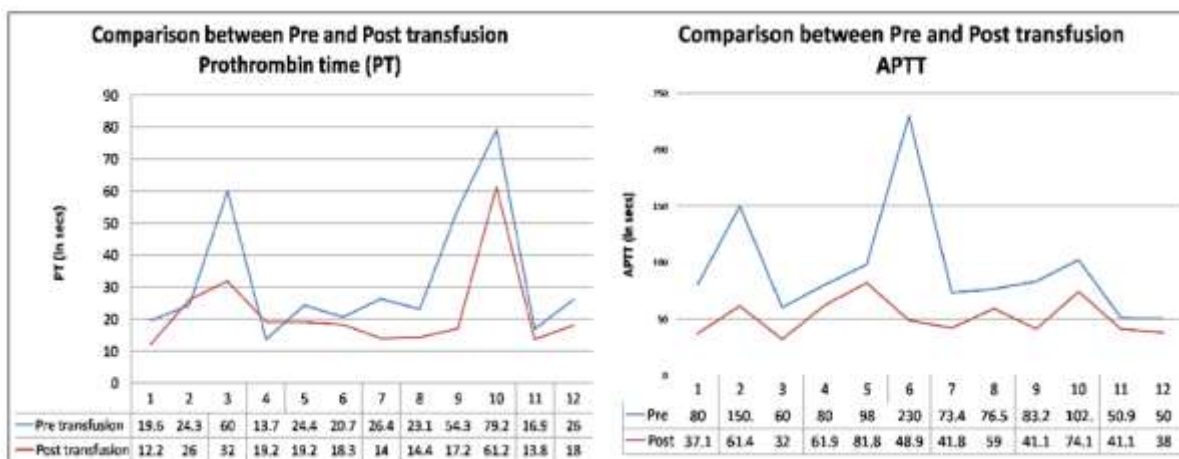 Comparison between Pre and Post transfusion
Prothrombin time (PT)
PT (in secs)
90
80
70
60
50
40
30
20
10
0
1 2 3 4 5 6 7 8 9 10 11 12
Pre transfusion 19.6 24.3 60 13.7 24.4 20.7 26.4 23.1 54.3 79.2 16.9 26
Post transfusion 12.2 26 32 19.2 19.2 18.3 14 14.4 17.2 61.2 13.8 18
Comparison between Pre and Post transfusion
APTT
APTT (in secs)
250
200
150
100
50
0
1 2 3 4 5 6 7 8 9 10 11 12
Pre 80 150. 60 80 98 230 73.4 76.5 83.2 102. 50.9 50
Post 37.1 61.4 32 61.9 81.8 48.9 41.8 59 41.1 74.1 41.1 38